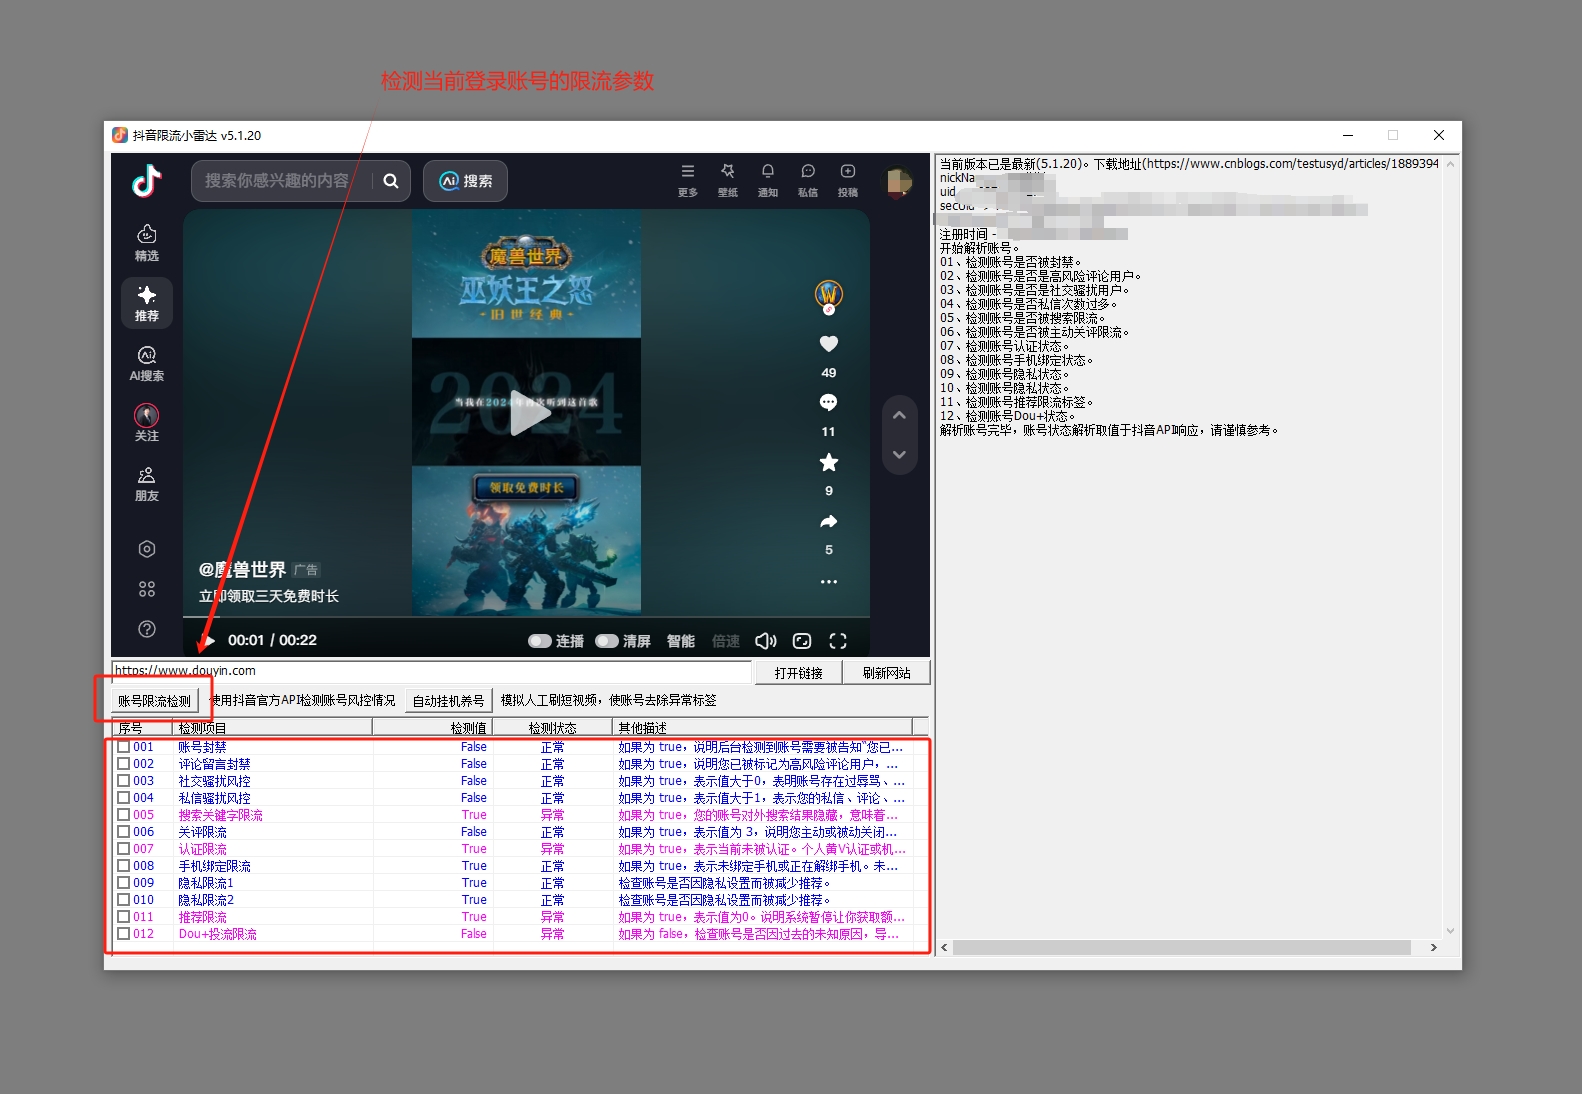 检测当前登录账号的限流参数
抖音限流小雷达 v5.1.20
搜索你感兴趣的内容
搜索
更多
壁纸
通知
私信
投稿
精选
推荐
AI搜索
关注
朋友
魔兽世界
巫妖王之怒
旧世经典
2024
当我在2024年再次听到这首歌
领取免费时长
49
11
9
5
@魔兽世界 广告
立即领取三天免费时长
00:01 / 00:22
连播
清屏
智能
倍速
https://www.douyin.com
打开链接
刷新网站
账号限流检测
使用抖音官方API检测账号风控情况
自动挂机养号
模拟人工刷短视频，使账号去除异常标签
序号 检测项目 检测值 检测状态 其他描述
001 账号封禁 False 正常 如果为 true，说明后台检测到账号需要被告知“您已...
002 评论留言封禁 False 正常 如果为 true，说明您已被标记为高风险评论用户，...
003 社交骚扰风控 False 正常 如果为 true，表示值大于0，表明账号存在过辱骂、...
004 私信骚扰风控 False 正常 如果为 true，表示值大于1，表示您的私信、评论、...
005 搜索关键字限流 True 异常 如果为 true，您的账号对外搜索结果隐藏，意味着...
006 关评限流 False 正常 如果为 true，表示值为 3，说明您主动或被动关闭...
007 认证限流 True 异常 如果为 true，表示当前未被认证。个人黄V认证或机...
008 手机绑定限流 True 正常 如果为 true，表示未绑定手机或正在解绑手机。未...
009 隐私限流1 True 正常 检查账号是否因隐私设置而被减少推荐。
010 隐私限流2 True 正常 检查账号是否因隐私设置而被减少推荐。
011 推荐限流 True 异常 如果为 true，表示值为0。说明系统暂停让你获取额...
012 Dou+投流限流 False 异常 如果为 false，检查账号是否因过去的未知原因，导...
当前版本已是最新(5.1.20)。下载地址(https://www.cnblogs.com/testusyd/articles/1889394
nickNa
uid
secUid
注册时间 -
开始解析账号。
01、检测账号是否被封禁。
02、检测账号是否是高风险评论用户。
03、检测账号是否是社交骚扰用户。
04、检测账号是否私信次数过多。
05、检测账号是否被搜索限流。
06、检测账号是否被主动关评限流。
07、检测账号认证状态。
08、检测账号手机绑定状态。
09、检测账号隐私状态。
10、检测账号隐私状态。
11、检测账号推荐限流标签。
12、检测账号Dou+状态。
解析账号完毕，账号状态解析取值于抖音API响应，请谨慎参考。